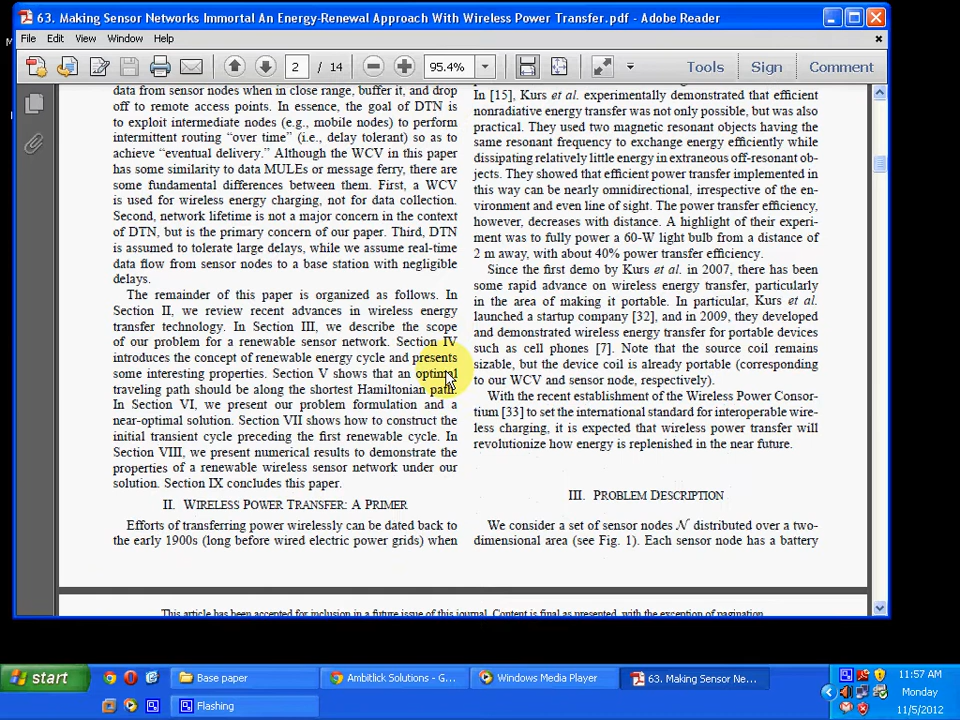 63. Making Sensor Networks Immortal An Energy-Renewal Approach With Wireless Power Transfer.pdf - Adobe Reader
File Edit View Window Help
2 / 14 95.4% Tools Sign Comment
data from sensor nodes when in close range, buffer it, and drop
off to remote access points. In essence, the goal of DTN is
to exploit intermediate nodes (e.g., mobile nodes) to perform
intermittent routing “over time” (i.e., delay tolerant) so as to
achieve “eventual delivery.” Although the WCV in this paper
has some similarity to data MULEs or message ferry, there are
some fundamental differences between them. First, a WCV
is used for wireless energy charging, not for data collection.
Second, network lifetime is not a major concern in the context
of DTN, but is the primary concern of our paper. Third, DTN
is assumed to tolerate large delays, while we assume real-time
data flow from sensor nodes to a base station with negligible
delays.
The remainder of this paper is organized as follows. In
Section II, we review recent advances in wireless energy
transfer technology. In Section III, we describe the scope
of our problem for a renewable sensor network. Section IV
introduces the concept of renewable energy cycle and presents
some interesting properties. Section V shows that an optimal
traveling path should be along the shortest Hamiltonian path.
In Section VI, we present our problem formulation and a
near-optimal solution. Section VII shows how to construct the
initial transient cycle preceding the first renewable cycle. In
Section VIII, we present numerical results to demonstrate the
properties of a renewable wireless sensor network under our
solution. Section IX concludes this paper.
II. WIRELESS POWER TRANSFER: A PRIMER
Efforts of transferring power wirelessly can be dated back to
the early 1900s (long before wired electric power grids) when
In [15], Kurs et al. experimentally demonstrated that efficient
nonradiative energy transfer was not only possible, but was also
practical. They used two magnetic resonant objects having the
same resonant frequency to exchange energy efficiently while
dissipating relatively little energy in extraneous off-resonant ob-
jects. They showed that efficient power transfer implemented in
this way can be nearly omnidirectional, irrespective of the en-
vironment and even line of sight. The power transfer efficiency,
however, decreases with distance. A highlight of their experi-
ment was to fully power a 60-W light bulb from a distance of
2 m away, with about 40% power transfer efficiency.
Since the first demo by Kurs et al. in 2007, there has been
some rapid advance on wireless energy transfer, particularly
in the area of making it portable. In particular, Kurs et al.
launched a startup company [32], and in 2009, they developed
and demonstrated wireless energy transfer for portable devices
such as cell phones [7]. Note that the source coil remains
sizable, but the device coil is already portable (corresponding
to our WCV and sensor node, respectively).
With the recent establishment of the Wireless Power Consor-
tium [33] to set the international standard for interoperable wire-
less charging, it is expected that wireless power transfer will
revolutionize how energy is replenished in the near future.
III. PROBLEM DESCRIPTION
We consider a set of sensor nodes N distributed over a two-
dimensional area (see Fig. 1). Each sensor node has a battery
This article has been accepted for inclusion in a future issue of this journal. Content is final as presented, with the exception of pagination.
start Base paper Ambitlick Solutions - G... Windows Media Player 63. Making Sensor Ne... 11:57 AM
Flashing Monday
11/5/2012